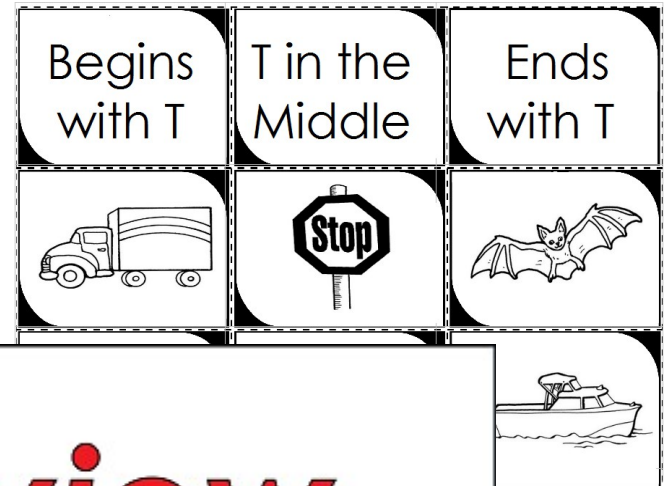 Begins
with T
T in the
Middle
Ends
with T
Stop